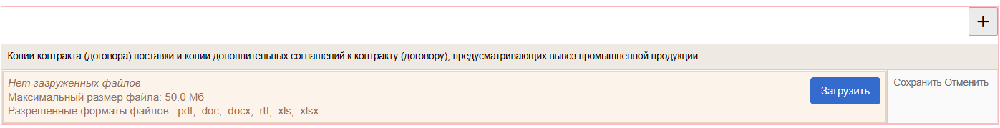 +
Копии контракта (договора) поставки и копии дополнительных соглашений к контракту (договору), предусматривающих вывоз промышленной продукции
Нет загруженных файлов
Максимальный размер файла: 50.0 Мб
Разрешенные форматы файлов: .pdf, .doc, .docx, .rtf, .xls, .xlsx
Загрузить
Сохранить Отменить